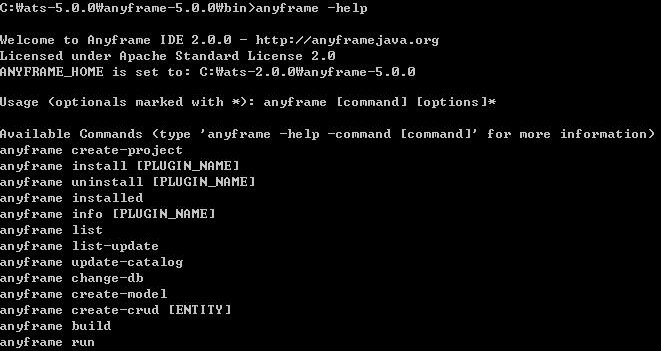 C:₩ats-5.0.0₩anyframe-5.0.0₩bin>anyframe -help
Welcome to Anyframe IDE 2.0.0 - http://anyframejava.org
Licensed under Apache Standard License 2.0
ANYFRAME_HOME is set to: C:₩ats-2.0.0₩anyframe-5.0.0
Usage (optionals marked with *): anyframe [command] [options]*
Available Commands (type 'anyframe -help -command [command]' for more information)
anyframe create-project
anyframe install [PLUGIN_NAME]
anyframe uninstall [PLUGIN_NAME]
anyframe installed
anyframe info [PLUGIN_NAME]
anyframe list
anyframe list-update
anyframe update-catalog
anyframe change-db
anyframe create-model
anyframe create-crud [ENTITY]
anyframe build
anyframe run